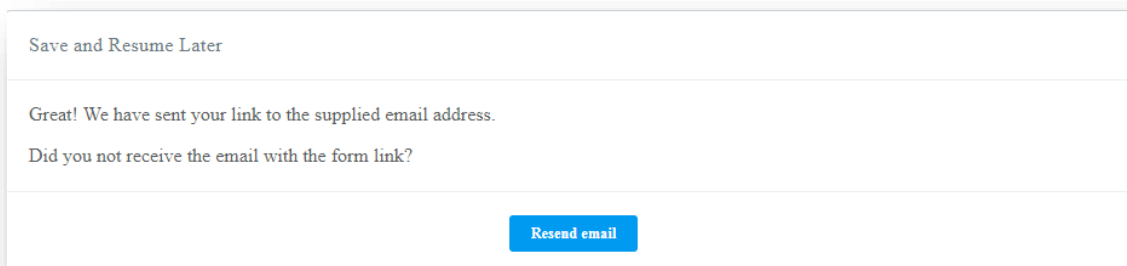 Save and Resume Later
Great! We have sent your link to the supplied email address.
Did you not receive the email with the form link?
Resend email